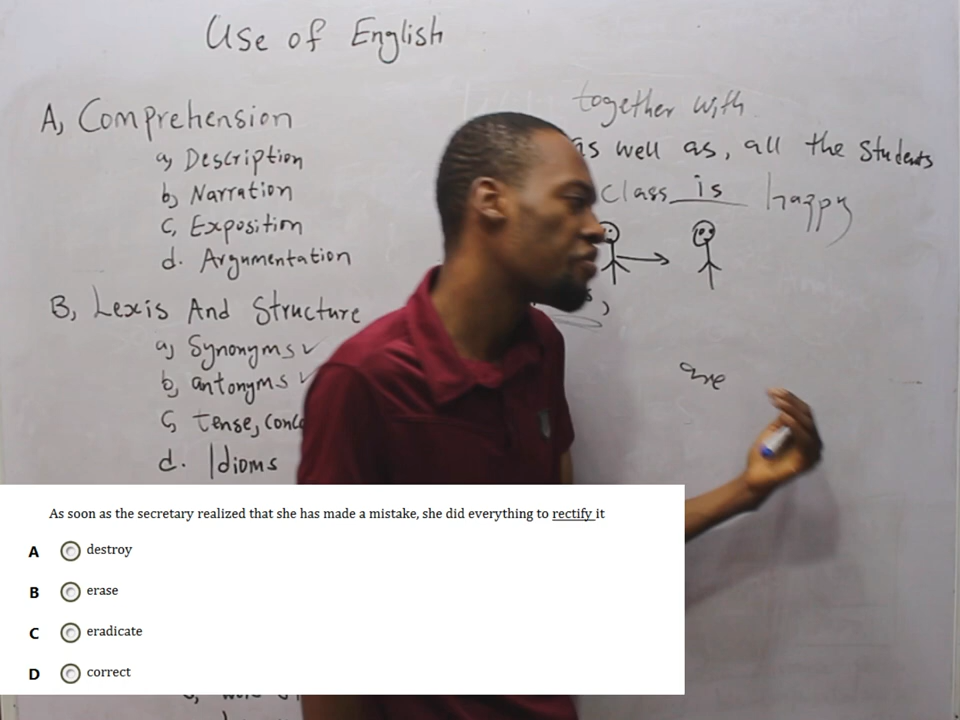 Use of English
A, Comprehension
a, Description
b, Narration
C, Exposition
d. Argumentation
B, Lexis And Structure
a, Synonyms
b, antonyms
C, tense,
d. Idioms
together with
as well as, all the students
class is happy
are
As soon as the secretary realized that she has made a mistake, she did everything to rectify it
A destroy
B erase
C eradicate
D correct